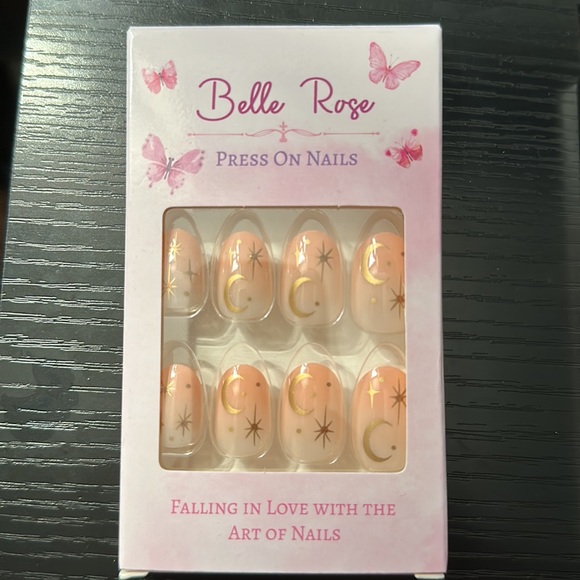 Belle Rose
Press On Nails
Falling in Love with the
Art of Nails